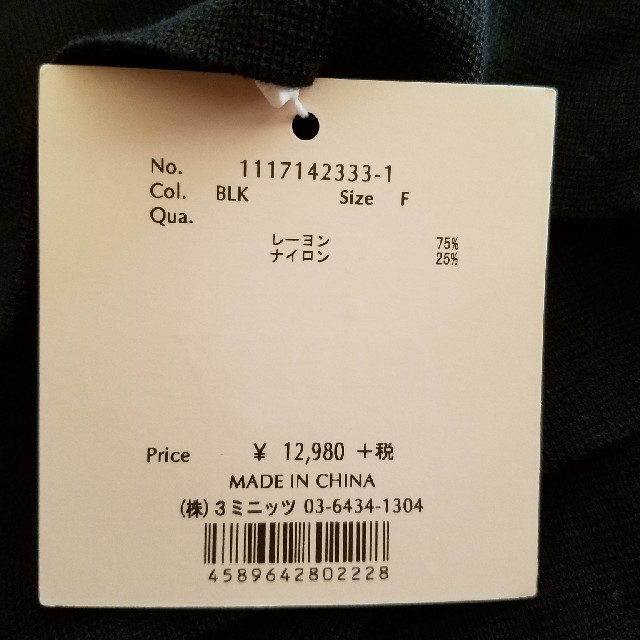 No. 1117142333-1
Col. BLK Size F
Qua.
レーヨン 75%
ナイロン 25%
Price ¥ 12,980 +税
MADE IN CHINA
(株)3ミニッツ 03-6434-1304
4589642802228